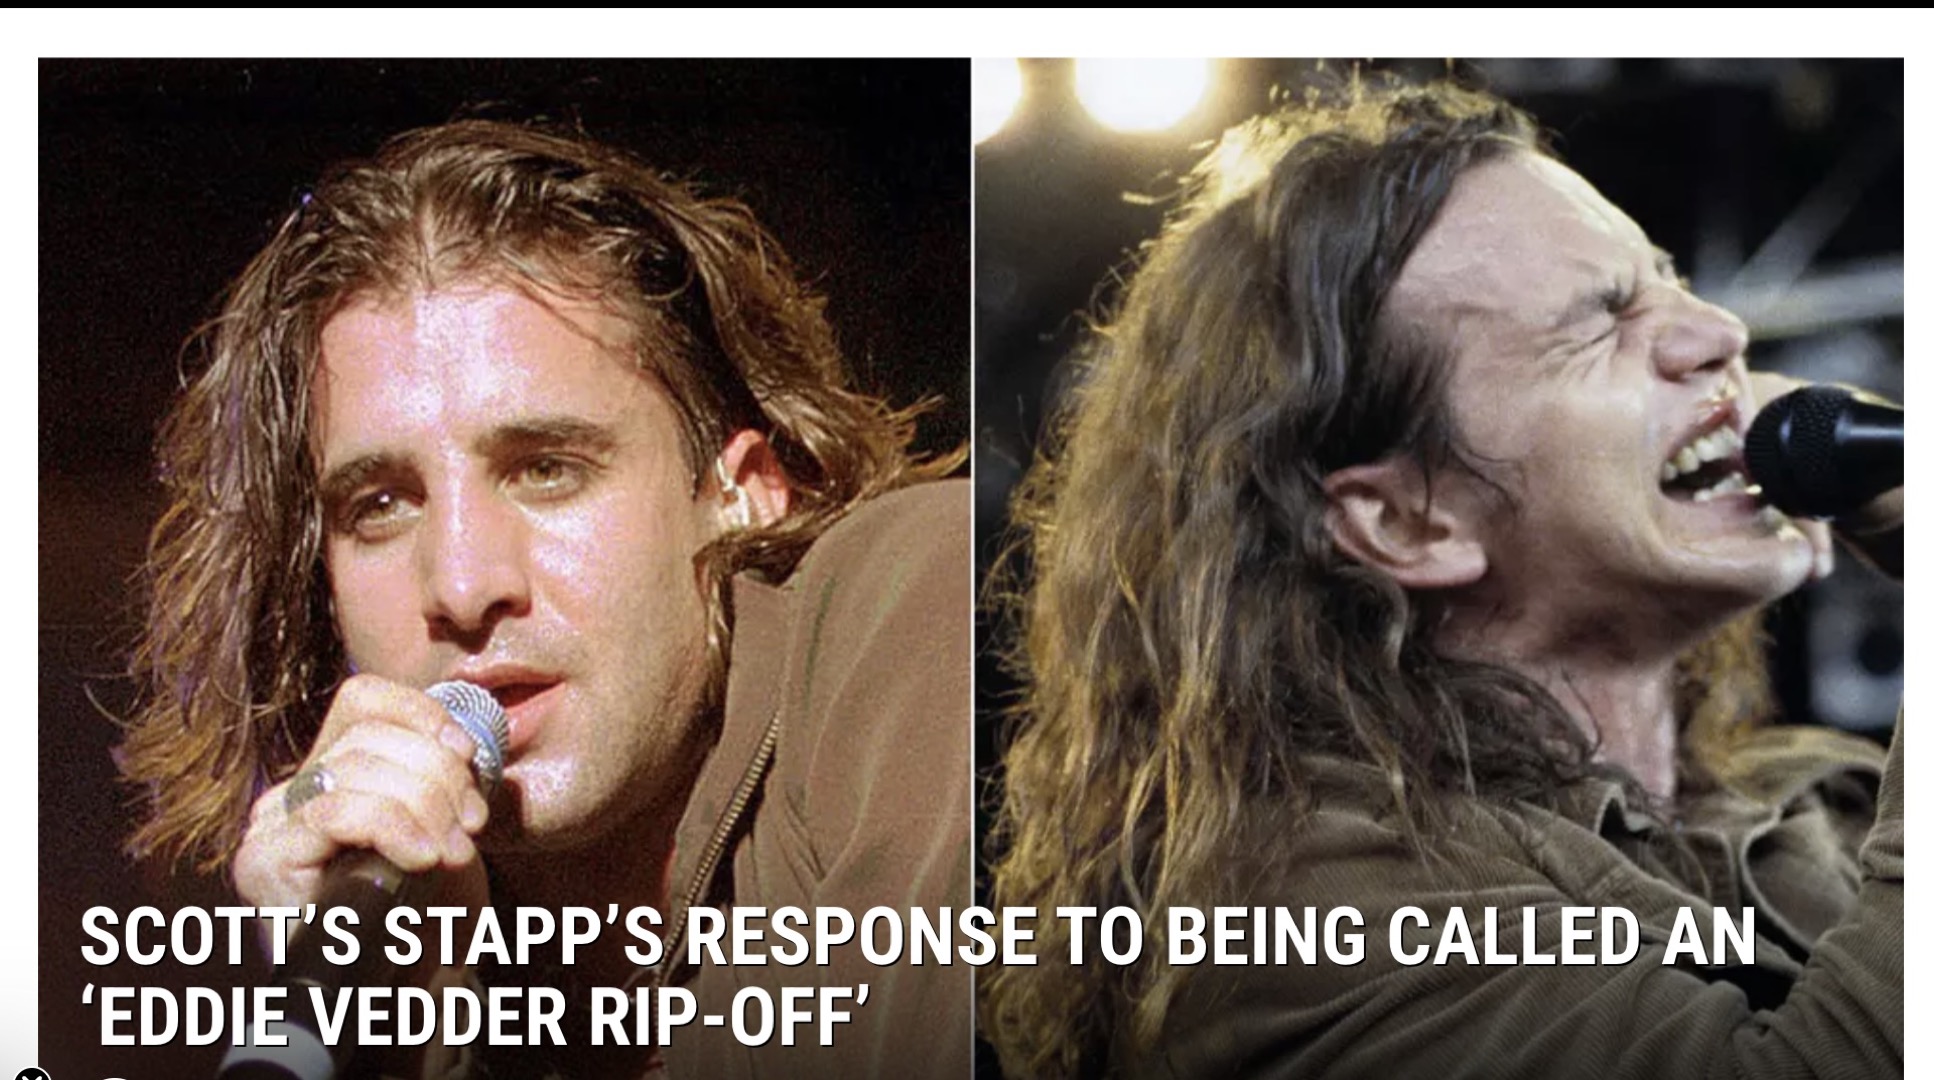 SCOTT’S STAPP’S RESPONSE TO BEING CALLED AN
‘EDDIE VEDDER RIP-OFF’